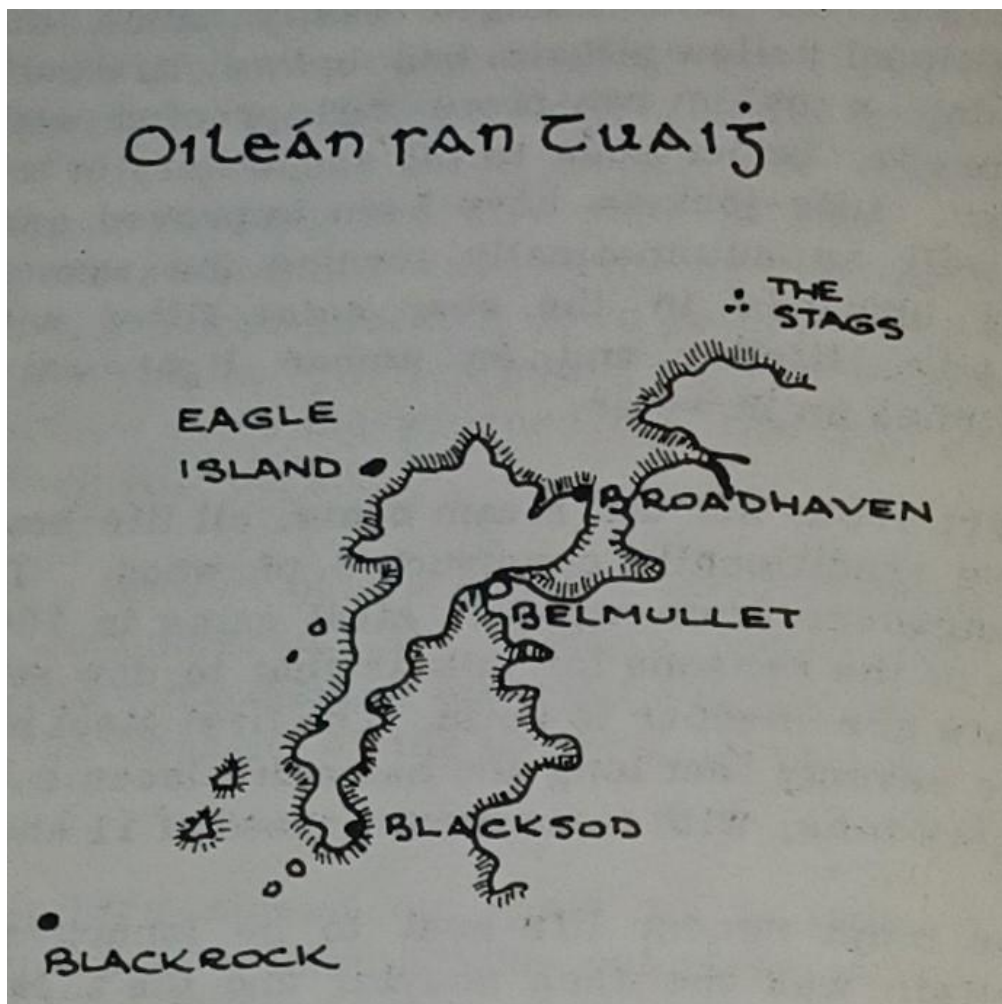 Oileán san Tuaiġ
THE
STAGS
EAGLE
ISLAND
BROADHAVEN
BELMULLET
BLACKSOD
BLACKROCK